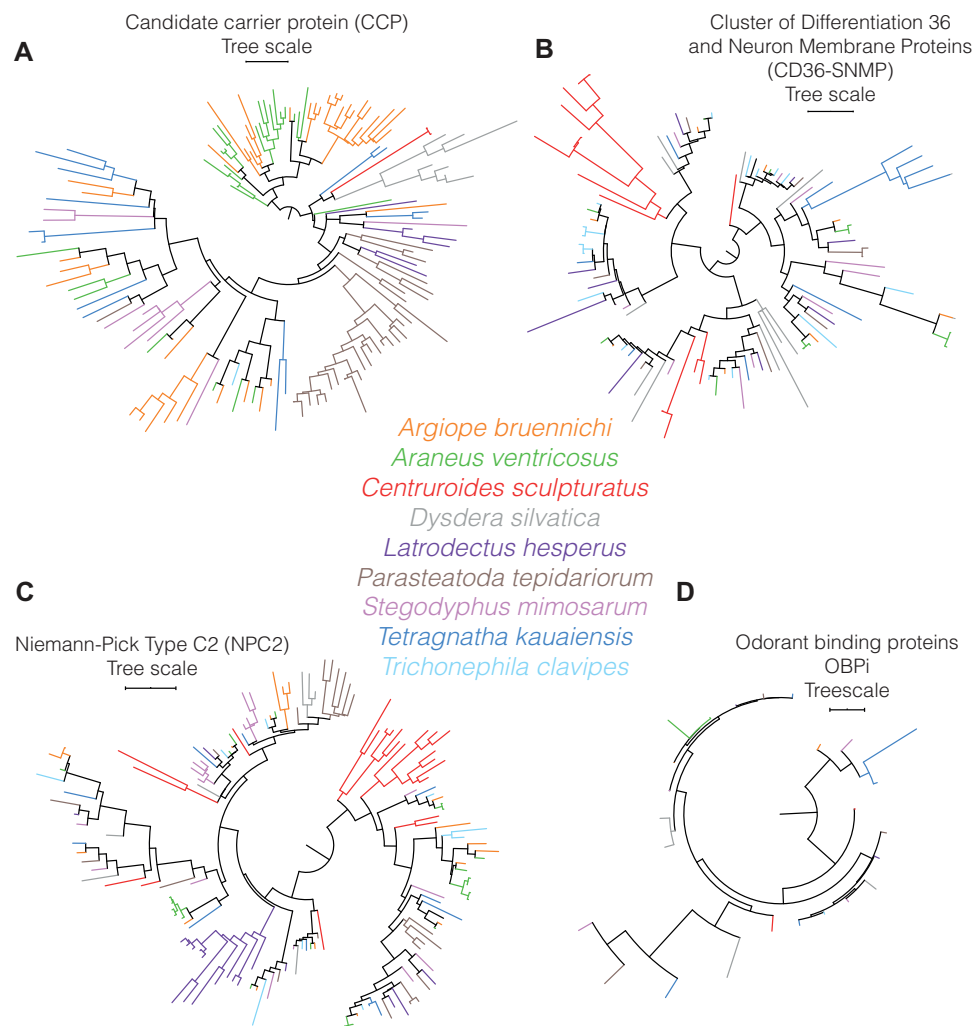 Candidate carrier protein (CCP)
Tree scale
A
Cluster of Differentiation 36
and Neuron Membrane Proteins
(CD36-SNMP)
Tree scale
B
Argiope bruennichi
Araneus ventricosus
Centruroides sculpturatus
Dysdera silvatica
Latrodectus hesperus
Parasteatoda tepidariorum
Stegodyphus mimosarum
Tetragnatha kauaiensis
Trichonephila clavipes
C
Niemann-Pick Type C2 (NPC2)
Tree scale
D
Odorant binding proteins
OBPi
Treescale